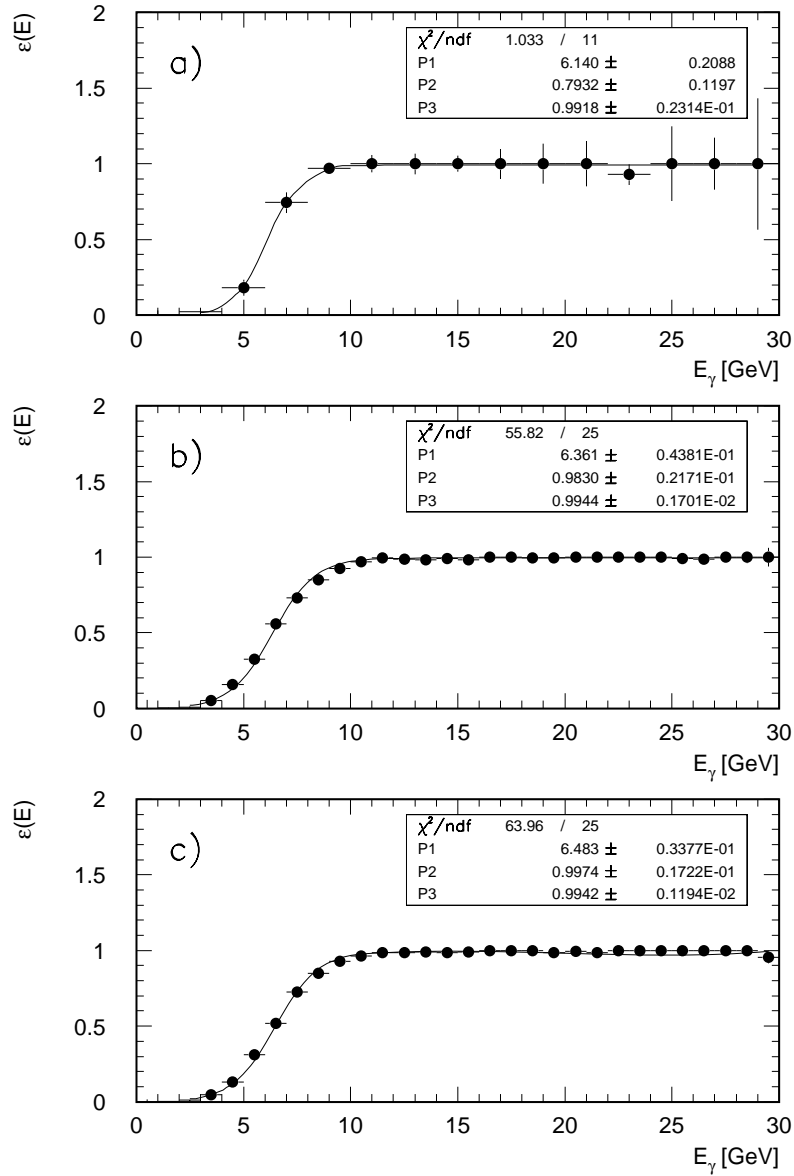 ε(E)
2
a)
χ²/ndf 1.033 / 11
P1 6.140 ± 0.2088
P2 0.7932 ± 0.1197
P3 0.9918 ± 0.2314E-01
1.5
1
0.5
0
0 5 10 15 20 25 30
E_γ [GeV]
ε(E)
2
b)
χ²/ndf 55.82 / 25
P1 6.361 ± 0.4381E-01
P2 0.9830 ± 0.2171E-01
P3 0.9944 ± 0.1701E-02
1.5
1
0.5
0
0 5 10 15 20 25 30
E_γ [GeV]
ε(E)
2
c)
χ²/ndf 63.96 / 25
P1 6.483 ± 0.3377E-01
P2 0.9974 ± 0.1722E-01
P3 0.9942 ± 0.1194E-02
1.5
1
0.5
0
0 5 10 15 20 25 30
E_γ [GeV]